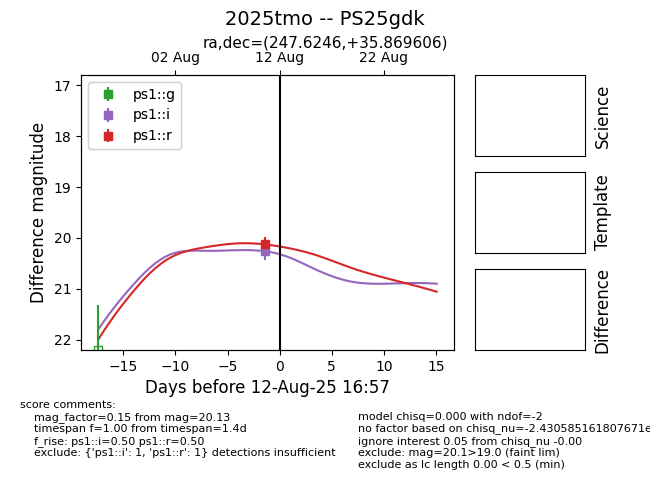 2025tmo -- PS25gdk
ra,dec=(247.6246,+35.869606)
02 Aug 12 Aug 22 Aug
17
18
19
20
21
22
Difference magnitude
ps1::g
ps1::i
ps1::r
−15 −10 −5 0 5 10 15
Days before 12-Aug-25 16:57
Science
Template
Difference
score comments:
mag_factor=0.15 from mag=20.13
timespan f=1.00 from timespan=1.4d
f_rise: ps1::i=0.50 ps1::r=0.50
exclude: {'ps1::i': 1, 'ps1::r': 1} detections insufficient
model chisq=0.000 with ndof=-2
no factor based on chisq_nu=-2.430585161807671e
ignore interest 0.05 from chisq_nu -0.00
exclude: mag=20.1>19.0 (faint lim)
exclude as lc length 0.00 < 0.5 (min)